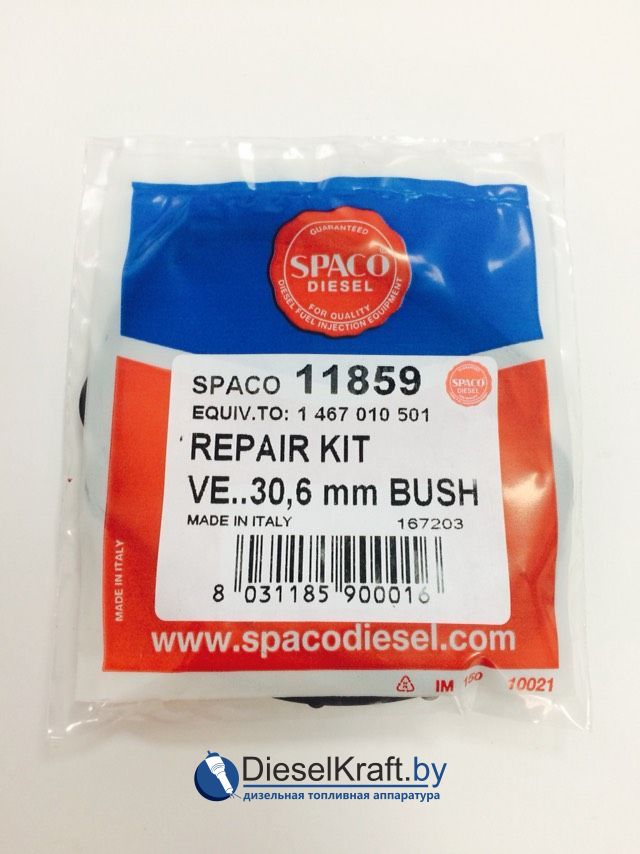 GUARANTEED
SPACO
DIESEL
FOR QUALITY
DIESEL FUEL INJECTION EQUIPMENT
SPACO 11859
SPACO
DIESEL
EQUIV.TO: 1 467 010 501
REPAIR KIT
VE..30,6 mm BUSH
MADE IN ITALY 167203
8 031185 900016
MADE IN ITALY
www.spacodiesel.com
IM 150 10021
DieselKraft.by
дизельная топливная аппаратура